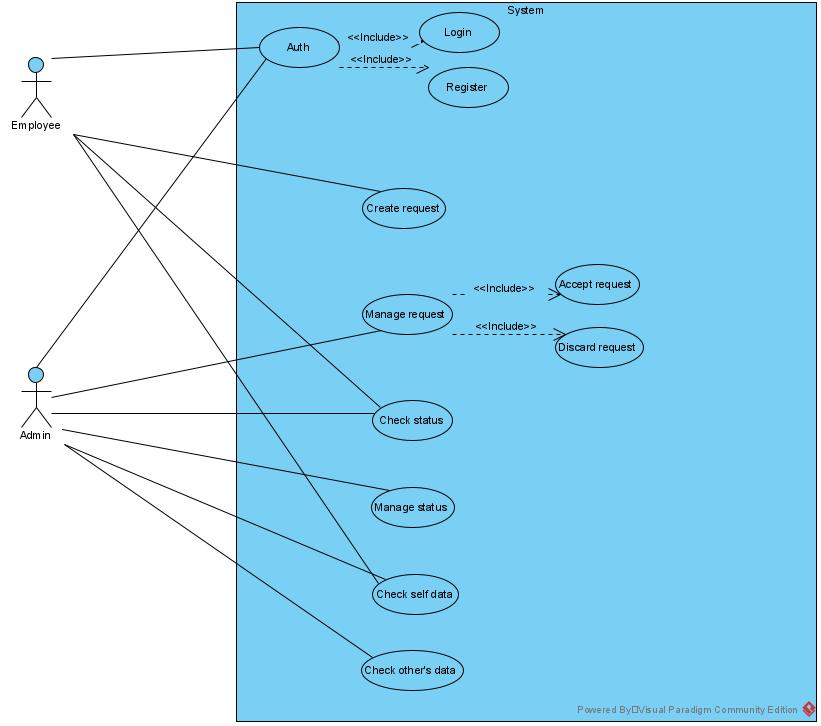 System
Auth
<<Include>>
Login
<<Include>>
Register
Employee
Create request
Manage request
<<Include>>
Accept request
<<Include>>
Discard request
Admin
Check status
Manage status
Check self data
Check other's data
Powered By□Visual Paradigm Community Edition